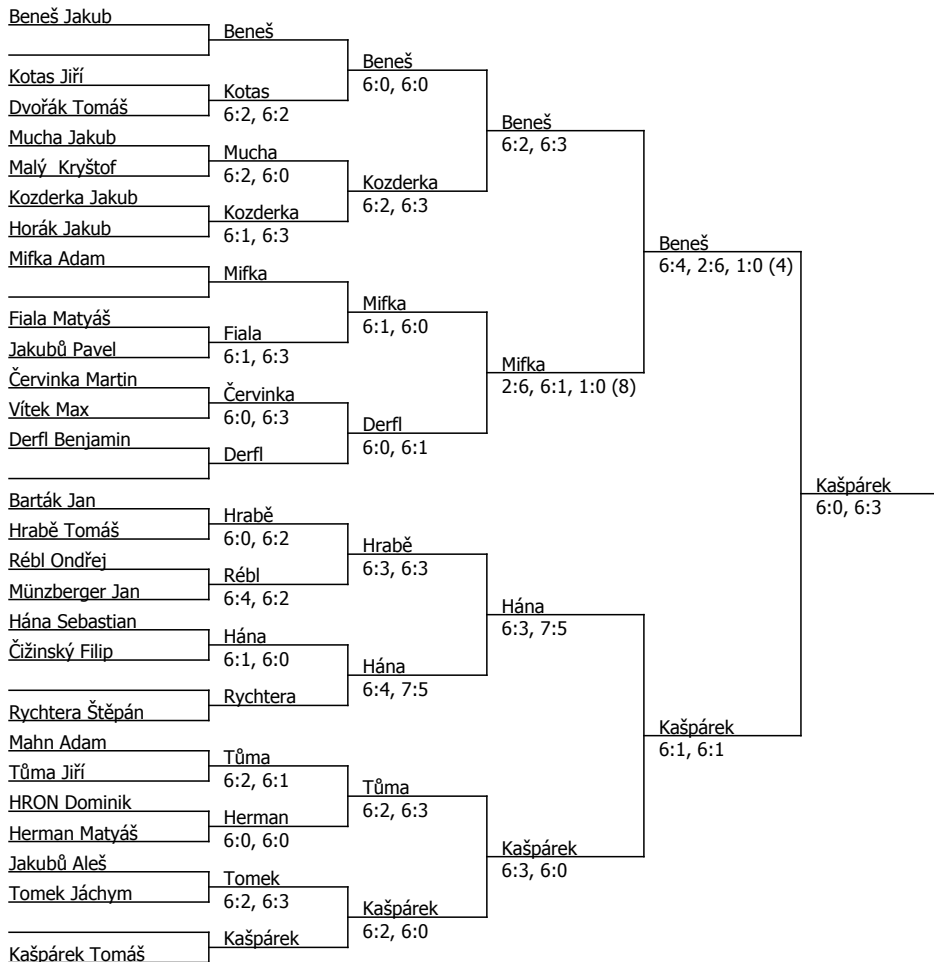 Beneš Jakub
Beneš
Beneš
6:0, 6:0
Kotas Jiří
Kotas
6:2, 6:2
Dvořák Tomáš
Beneš
6:2, 6:3
Mucha Jakub
Mucha
6:2, 6:0
Malý  Kryštof
Kozderka
6:2, 6:3
Kozderka Jakub
Kozderka
6:1, 6:3
Horák Jakub
Beneš
6:4, 2:6, 1:0 (4)
Mifka Adam
Mifka
Mifka
6:1, 6:0
Fiala Matyáš
Fiala
6:1, 6:3
Jakubů Pavel
Mifka
2:6, 6:1, 1:0 (8)
Červinka Martin
Červinka
6:0, 6:3
Vítek Max
Derfl
6:0, 6:1
Derfl Benjamin
Derfl
Kašpárek
6:0, 6:3
Barták Jan
Hrabě
6:0, 6:2
Hrabě Tomáš
Hrabě
6:3, 6:3
Rébl Ondřej
Rébl
6:4, 6:2
Münzberger Jan
Hána
6:3, 7:5
Hána Sebastian
Hána
6:1, 6:0
Čižinský Filip
Hána
6:4, 7:5
Rychtera
Rychtera Štěpán
Kašpárek
6:1, 6:1
Mahn Adam
Tůma
6:2, 6:1
Tůma Jiří
Tůma
6:2, 6:3
HRON Dominik
Herman
6:0, 6:0
Herman Matyáš
Kašpárek
6:3, 6:0
Jakubů Aleš
Tomek
6:2, 6:3
Tomek Jáchym
Kašpárek
6:2, 6:0
Kašpárek
Kašpárek Tomáš